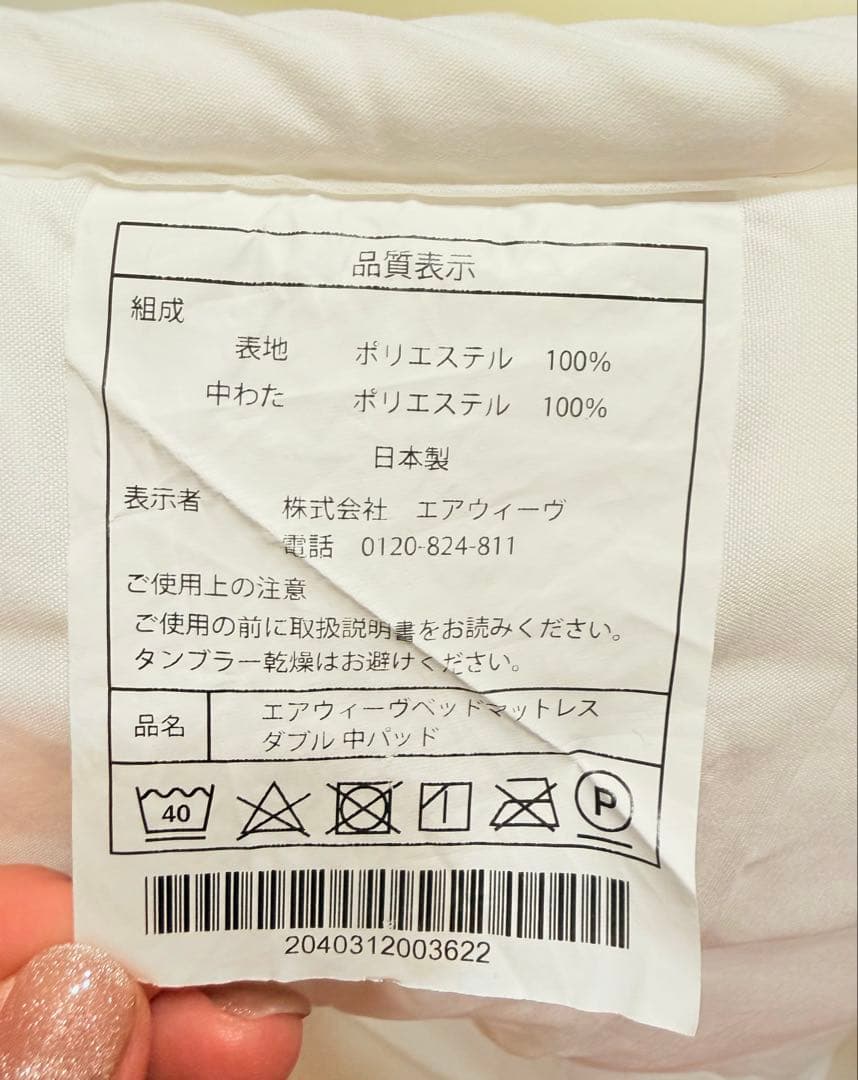 品質表示
組成
表地 ポリエステル 100%
中わた ポリエステル 100%
日本製
表示者 株式会社 エアウィーヴ
電話 0120-824-811
ご使用上の注意
ご使用の前に取扱説明書をお読みください。
タンブラー乾燥はお避けください。
品名 エアウィーヴベッドマットレス
ダブル 中パッド
40 P
2040312003622